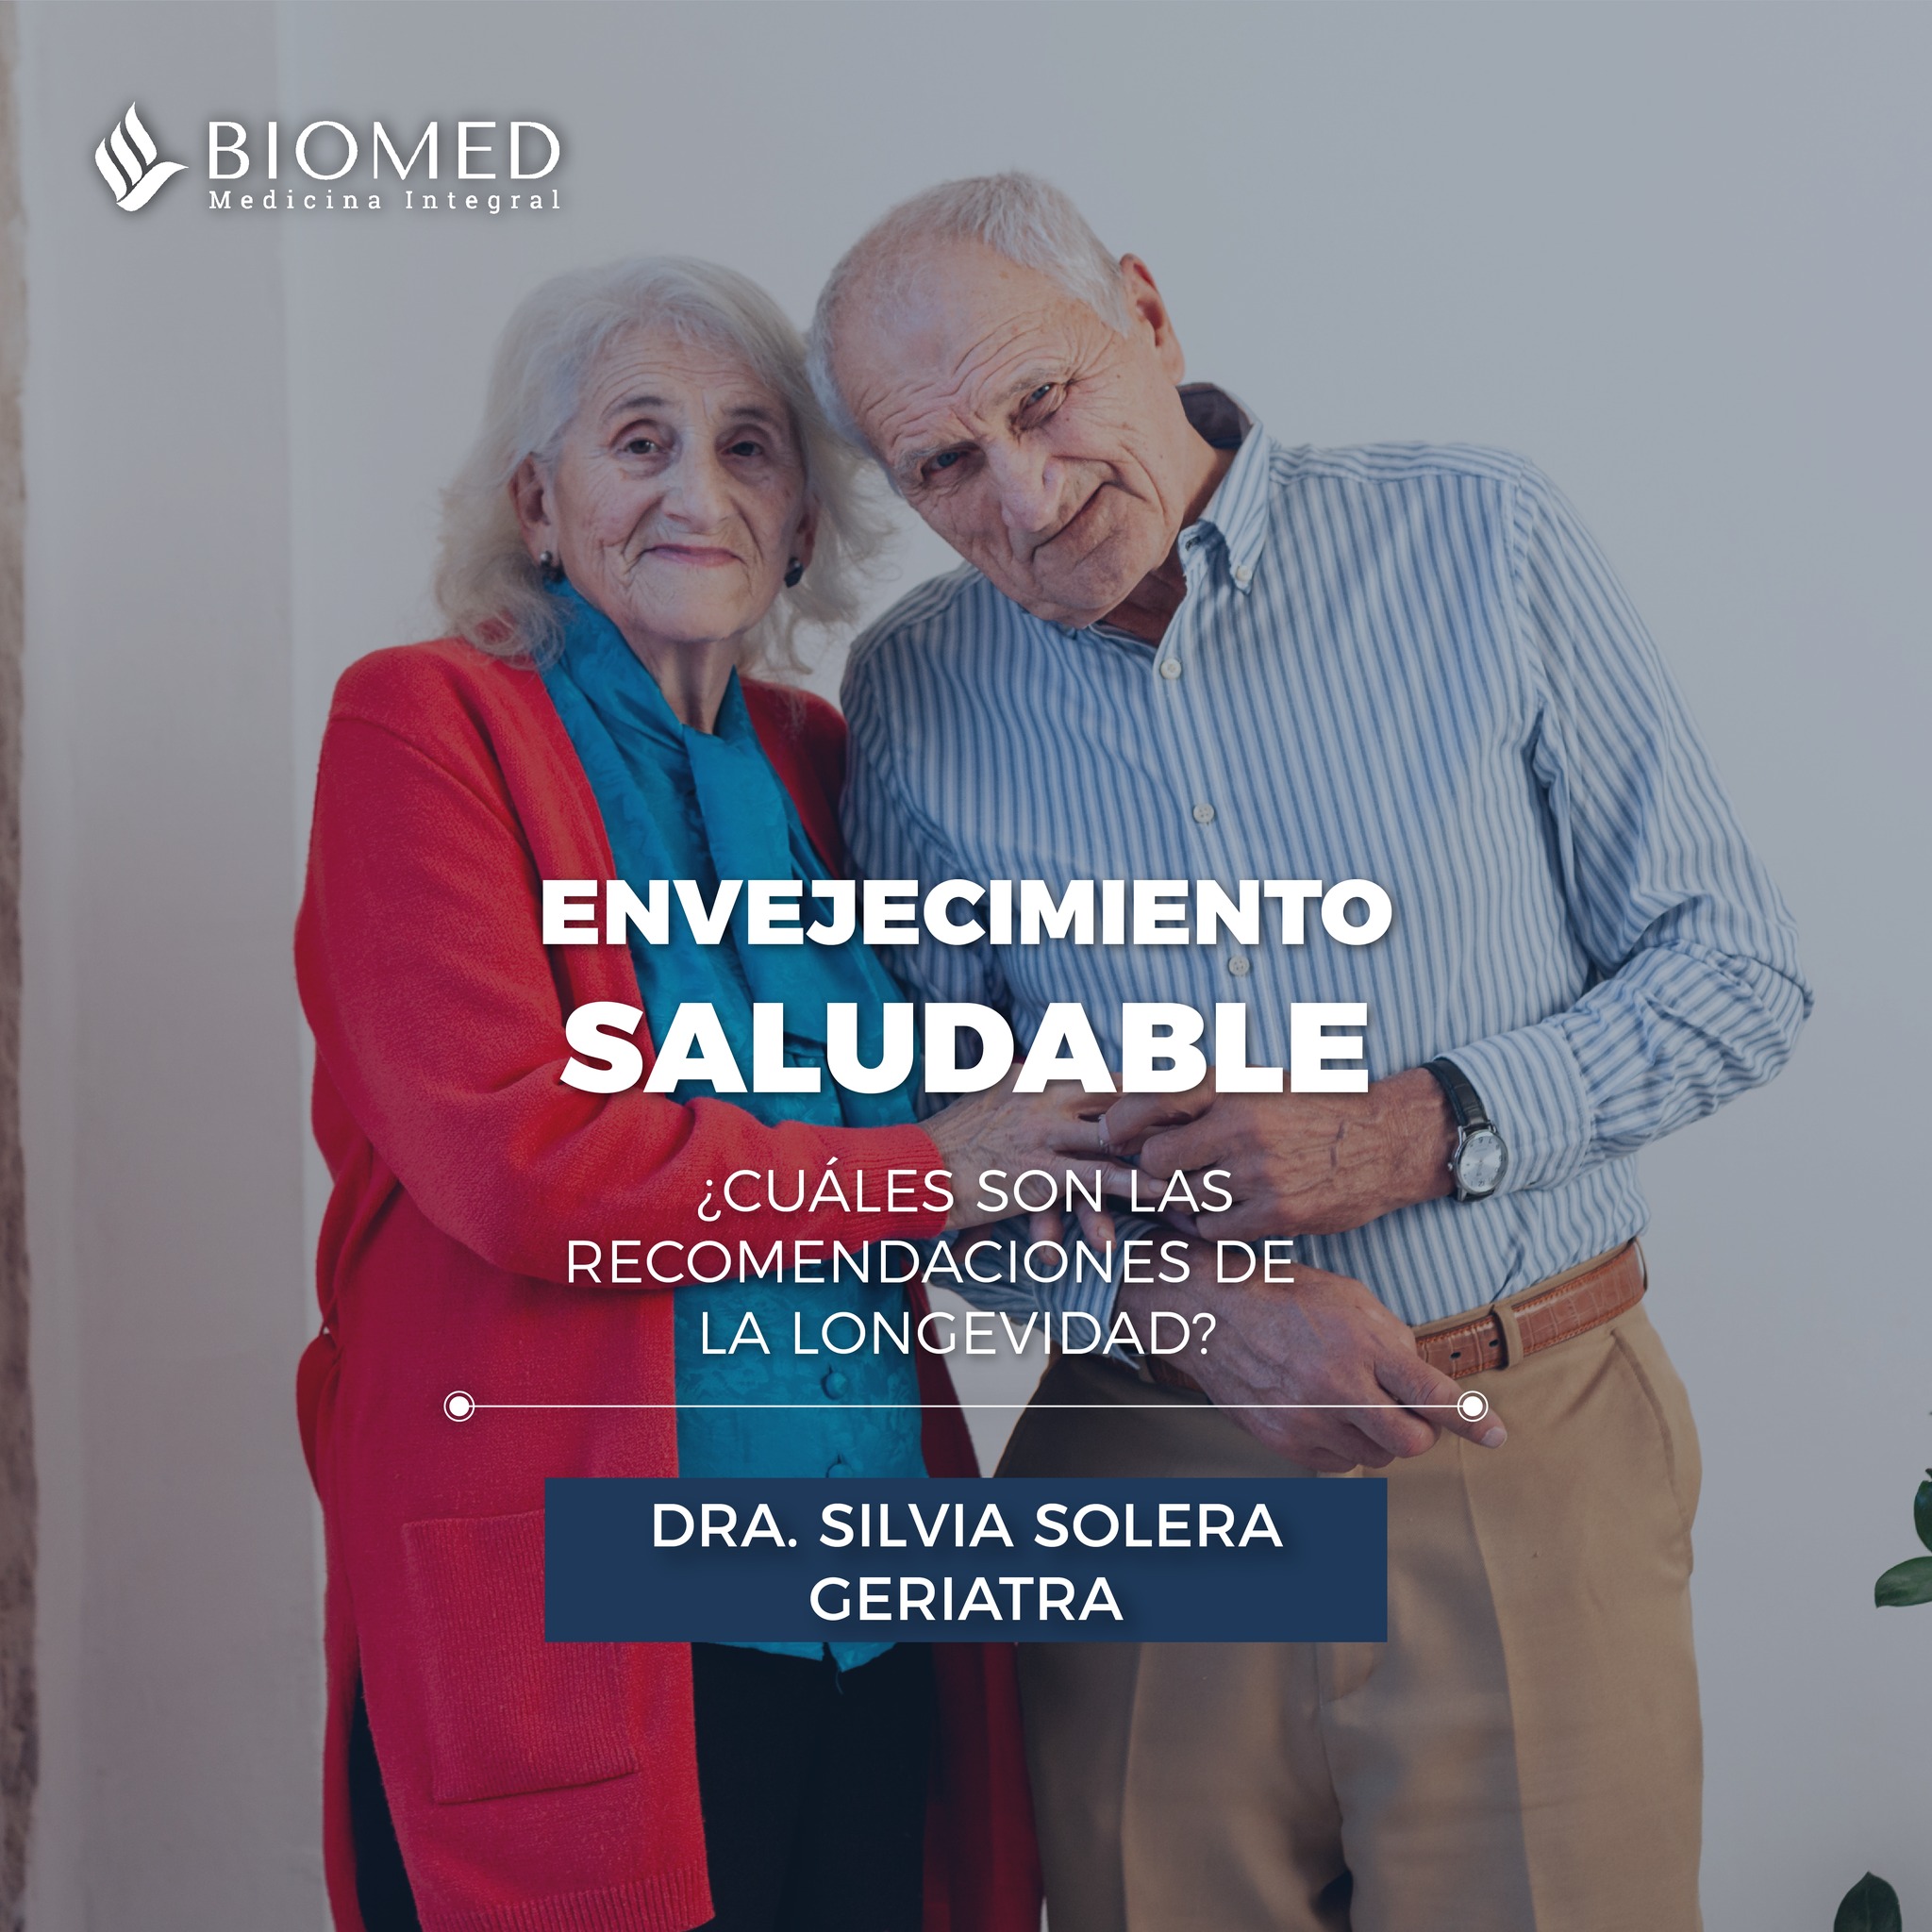 BIOMED
Medicina Integral
ENVEJECIMIENTO
SALUDABLE
¿CUÁLES SON LAS
RECOMENDACIONES DE
LA LONGEVIDAD?
DRA. SILVIA SOLERA
GERIATRA